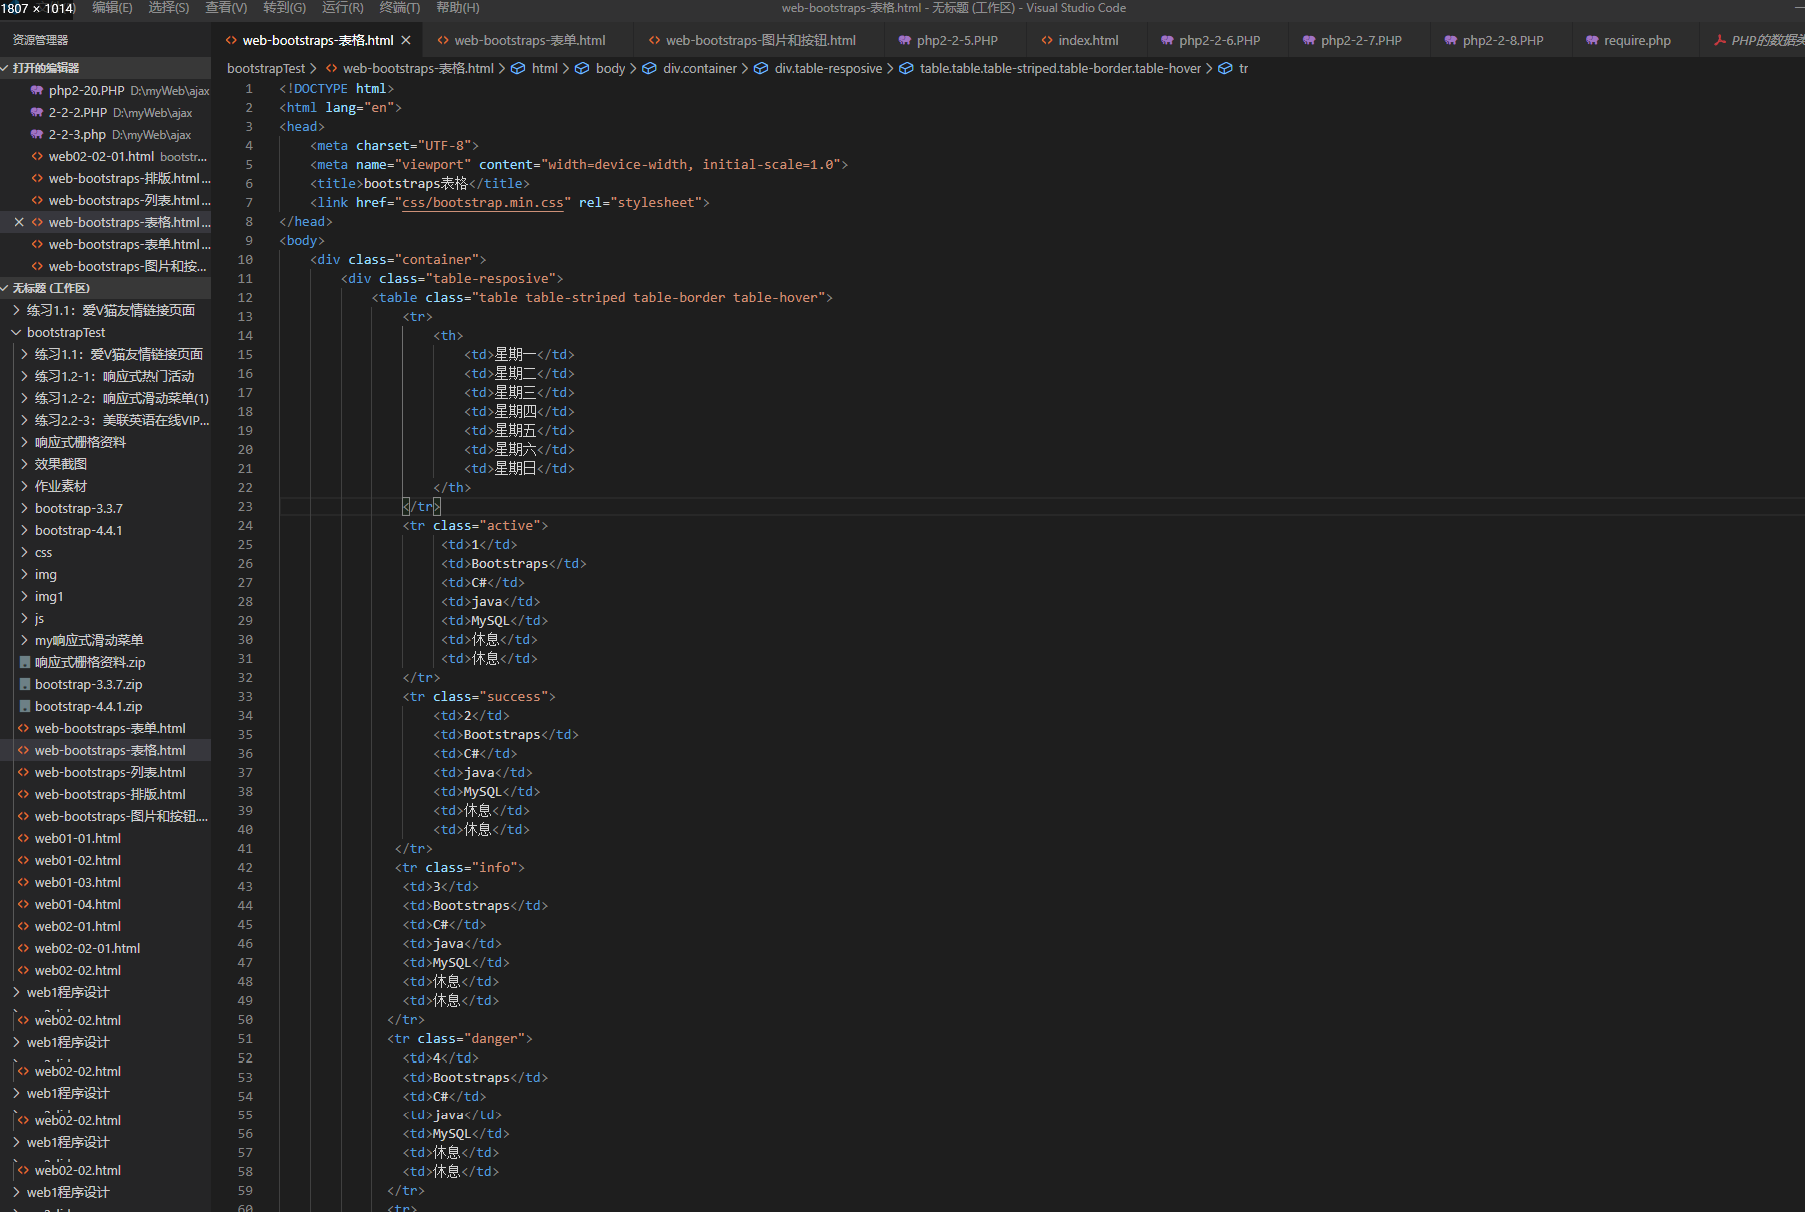 1807 × 1014
编辑(E) 选择(S) 查看(V) 转到(G) 运行(R) 终端(T) 帮助(H)
web-bootstraps-表格.html - 无标题 (工作区) - Visual Studio Code
资源管理器
web-bootstraps-表格.html
web-bootstraps-表单.html
web-bootstraps-图片和按钮.html
php2-2-5.PHP
index.html
php2-2-6.PHP
php2-2-7.PHP
php2-2-8.PHP
require.php
PHP的数据
打开的编辑器
php2-20.PHP D:\myWeb\ajax
2-2-2.PHP D:\myWeb\ajax
2-2-3.php D:\myWeb\ajax
web02-02-01.html bootstr...
web-bootstraps-排版.html...
web-bootstraps-列表.html...
web-bootstraps-表格.html...
web-bootstraps-表单.html...
web-bootstraps-图片和按...
无标题 (工作区)
练习1.1：爱V猫友情链接页面
bootstrapTest
练习1.1：爱V猫友情链接页面
练习1.2-1：响应式热门活动
练习1.2-2：响应式滑动菜单(1)
练习2.2-3：美联英语在线VIP...
响应式栅格资料
效果截图
作业素材
bootstrap-3.3.7
bootstrap-4.4.1
css
img
img1
js
my响应式滑动菜单
响应式栅格资料.zip
bootstrap-3.3.7.zip
bootstrap-4.4.1.zip
web-bootstraps-表单.html
web-bootstraps-表格.html
web-bootstraps-列表.html
web-bootstraps-排版.html
web-bootstraps-图片和按钮....
web01-01.html
web01-02.html
web01-03.html
web01-04.html
web02-01.html
web02-02-01.html
web02-02.html
web1程序设计
web02-02.html
web1程序设计
web02-02.html
web1程序设计
web02-02.html
web1程序设计
web02-02.html
web1程序设计
bootstrapTest > web-bootstraps-表格.html > html > body > div.container > div.table-resposive > table.table.table-striped.table-border.table-hover > tr
1 <!DOCTYPE html>
2 <html lang="en">
3 <head>
4 <meta charset="UTF-8">
5 <meta name="viewport" content="width=device-width, initial-scale=1.0">
6 <title>bootstraps表格</title>
7 <link href="css/bootstrap.min.css" rel="stylesheet">
8 </head>
9 <body>
10 <div class="container">
11 <div class="table-resposive">
12 <table class="table table-striped table-border table-hover">
13 <tr>
14 <th>
15 <td>星期一</td>
16 <td>星期二</td>
17 <td>星期三</td>
18 <td>星期四</td>
19 <td>星期五</td>
20 <td>星期六</td>
21 <td>星期日</td>
22 </th>
23 </tr>
24 <tr class="active">
25 <td>1</td>
26 <td>Bootstraps</td>
27 <td>C#</td>
28 <td>java</td>
29 <td>MySQL</td>
30 <td>休息</td>
31 <td>休息</td>
32 </tr>
33 <tr class="success">
34 <td>2</td>
35 <td>Bootstraps</td>
36 <td>C#</td>
37 <td>java</td>
38 <td>MySQL</td>
39 <td>休息</td>
40 <td>休息</td>
41 </tr>
42 <tr class="info">
43 <td>3</td>
44 <td>Bootstraps</td>
45 <td>C#</td>
46 <td>java</td>
47 <td>MySQL</td>
48 <td>休息</td>
49 <td>休息</td>
50 </tr>
51 <tr class="danger">
52 <td>4</td>
53 <td>Bootstraps</td>
54 <td>C#</td>
55 <td>java</td>
56 <td>MySQL</td>
57 <td>休息</td>
58 <td>休息</td>
59 </tr>
60 <tr>